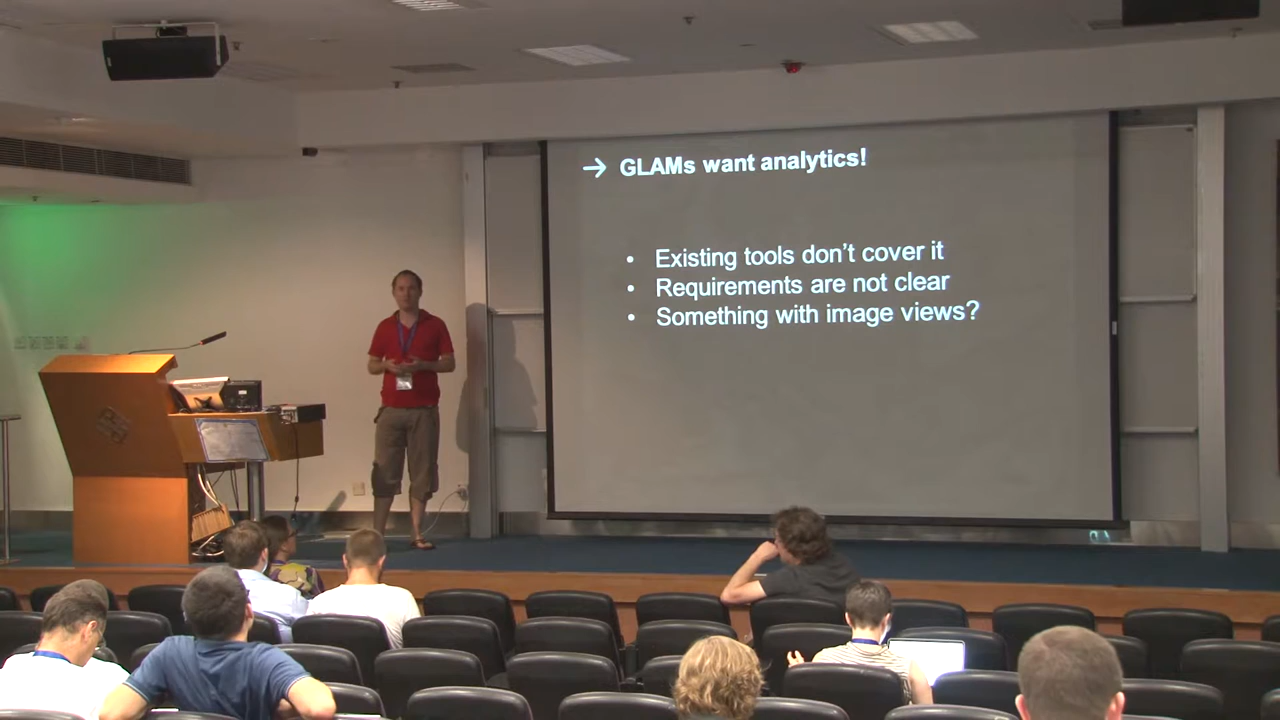 → GLAMs want analytics!
• Existing tools don't cover it
• Requirements are not clear
• Something with image views?